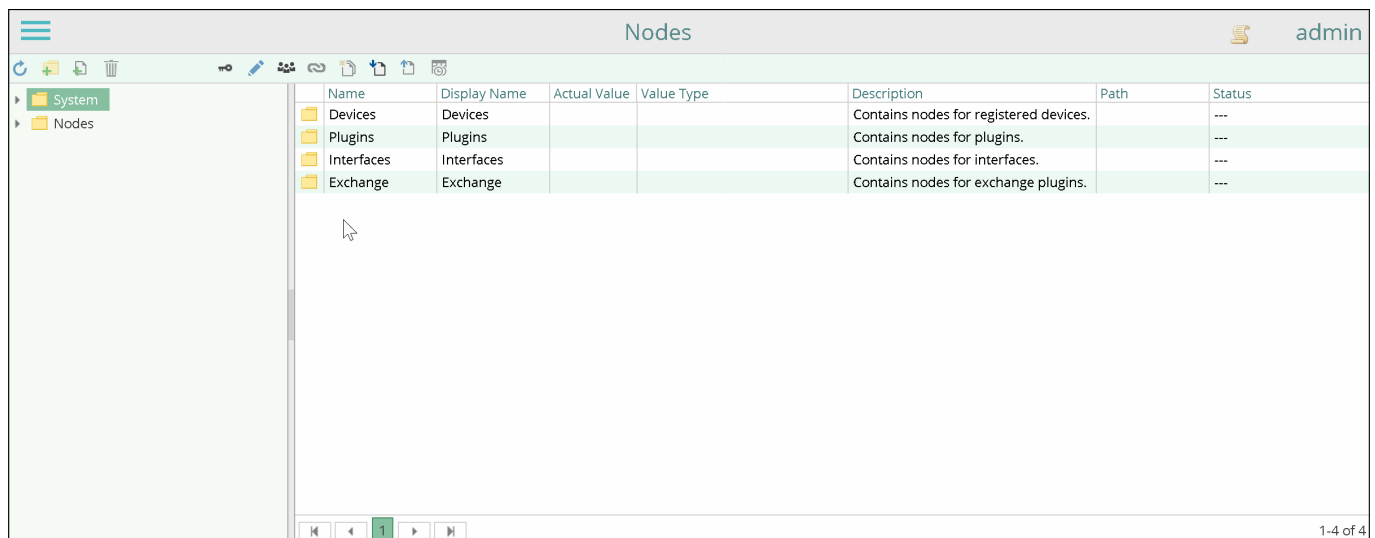 Nodes admin
System
Nodes
Name Display Name Actual Value Value Type Description Path Status
Devices Devices Contains nodes for registered devices. ---
Plugins Plugins Contains nodes for plugins. ---
Interfaces Interfaces Contains nodes for interfaces. ---
Exchange Exchange Contains nodes for exchange plugins. ---
1 1-4 of 4